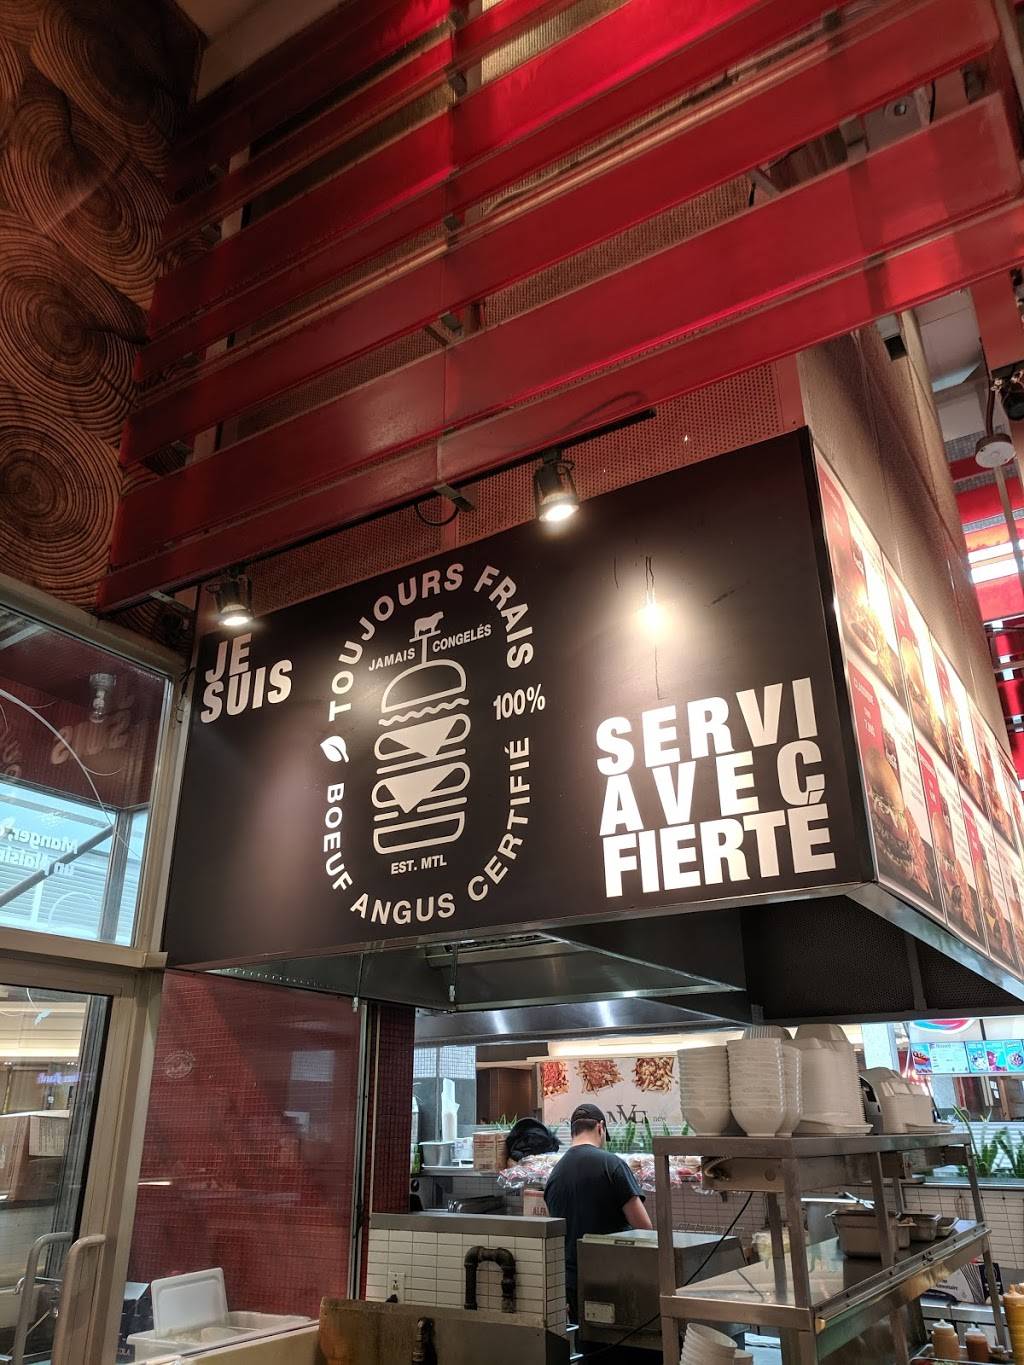 JE
SUIS
TOUJOURS FRAIS
JAMAIS CONGELÉS
100%
BOEUF ANGUS CERTIFIÉ
EST. MTL
SERVI
AVEC
FIERTÉ